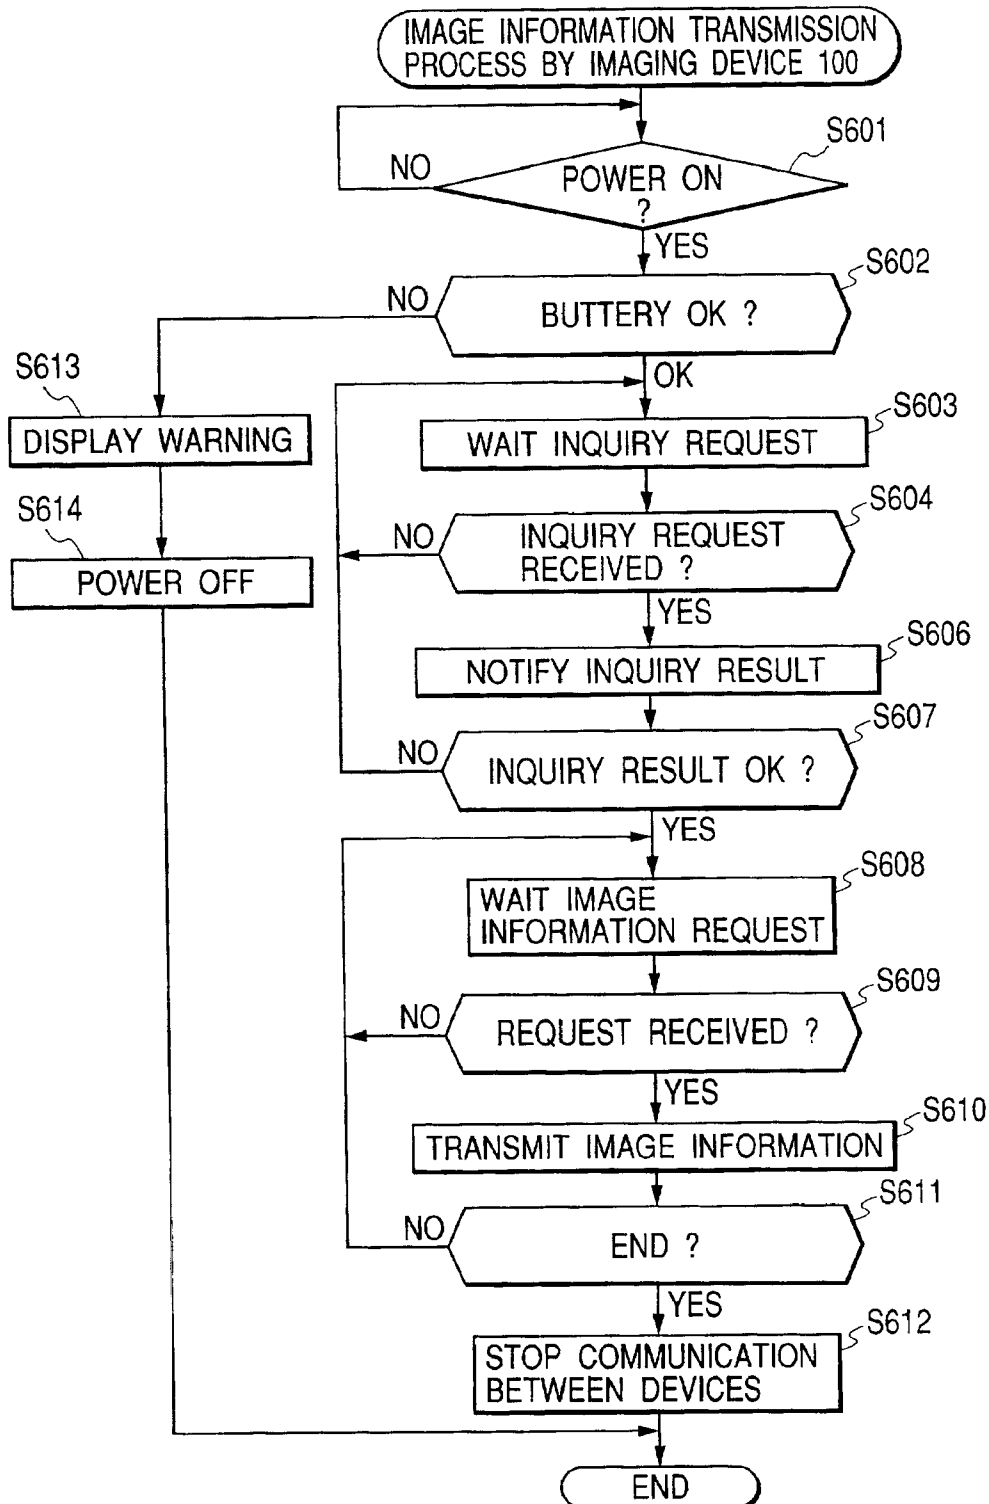 IMAGE INFORMATION TRANSMISSION
PROCESS BY IMAGING DEVICE 100
S601
NO
POWER ON
?
YES
S602
NO
BUTTERY OK ?
OK
S613
DISPLAY WARNING
S603
WAIT INQUIRY REQUEST
S614
POWER OFF
S604
NO
INQUIRY REQUEST
RECEIVED ?
YES
S606
NOTIFY INQUIRY RESULT
S607
NO
INQUIRY RESULT OK ?
YES
S608
WAIT IMAGE
INFORMATION REQUEST
S609
NO
REQUEST RECEIVED ?
YES
S610
TRANSMIT IMAGE INFORMATION
S611
NO
END ?
YES
S612
STOP COMMUNICATION
BETWEEN DEVICES
END